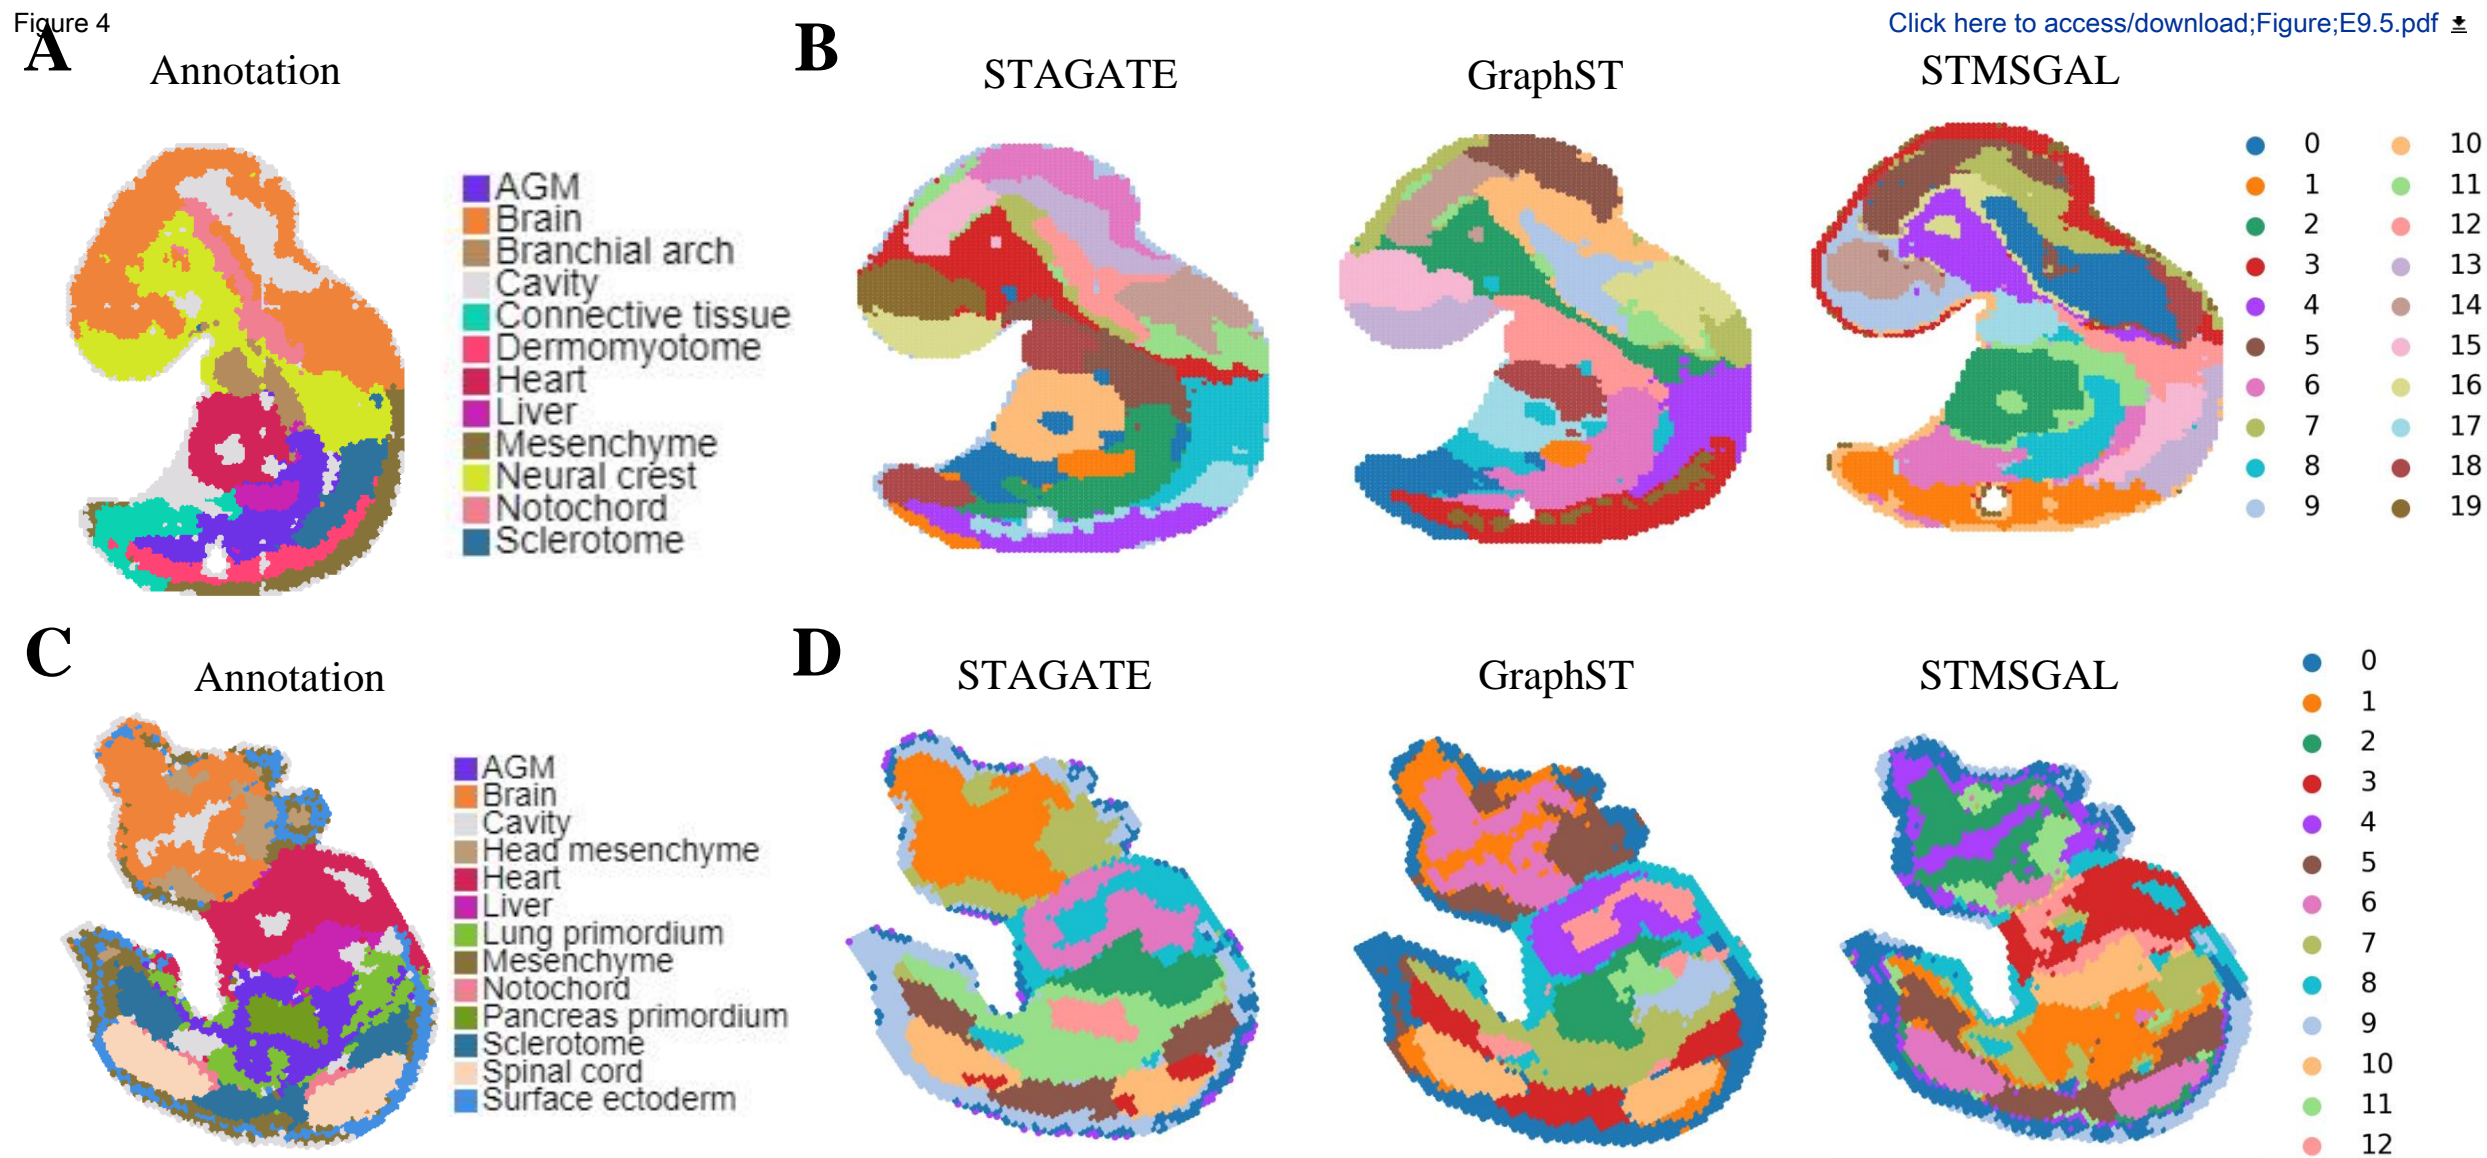 Figure 4
Click here to access/download;Figure;E9.5.pdf
A
Annotation
AGM
Brain
Branchial arch
Cavity
Connective tissue
Dermomyotome
Heart
Liver
Mesenchyme
Neural crest
Notochord
Sclerotome
B
STAGATE
GraphST
STMSGAL
0 10
1 11
2 12
3 13
4 14
5 15
6 16
7 17
8 18
9 19
C
Annotation
AGM
Brain
Cavity
Head mesenchyme
Heart
Liver
Lung primordium
Mesenchyme
Notochord
Pancreas primordium
Sclerotome
Spinal cord
Surface ectoderm
D
STAGATE
GraphST
STMSGAL
0
1
2
3
4
5
6
7
8
9
10
11
12